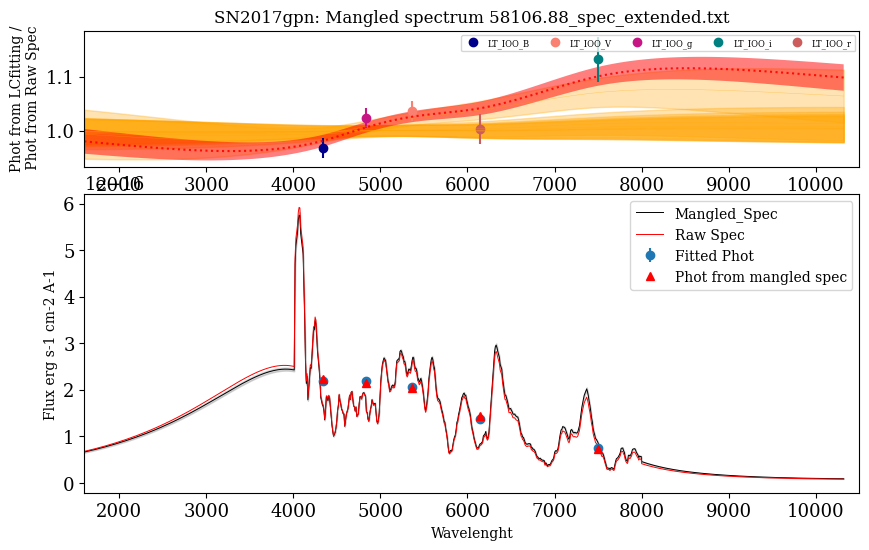 SN2017gpn: Mangled spectrum 58106.88_spec_extended.txt
Phot from LCfitting /
Phot from Raw Spec
LT_IOO_B LT_IOO_V LT_IOO_g LT_IOO_i LT_IOO_r
1.1
1.0
2000 3000 4000 5000 6000 7000 8000 9000 10000
1e−16
Flux erg s-1 cm-2 A-1
Mangled_Spec
Raw Spec
Fitted Phot
Phot from mangled spec
6
5
4
3
2
1
0
2000 3000 4000 5000 6000 7000 8000 9000 10000
Wavelenght